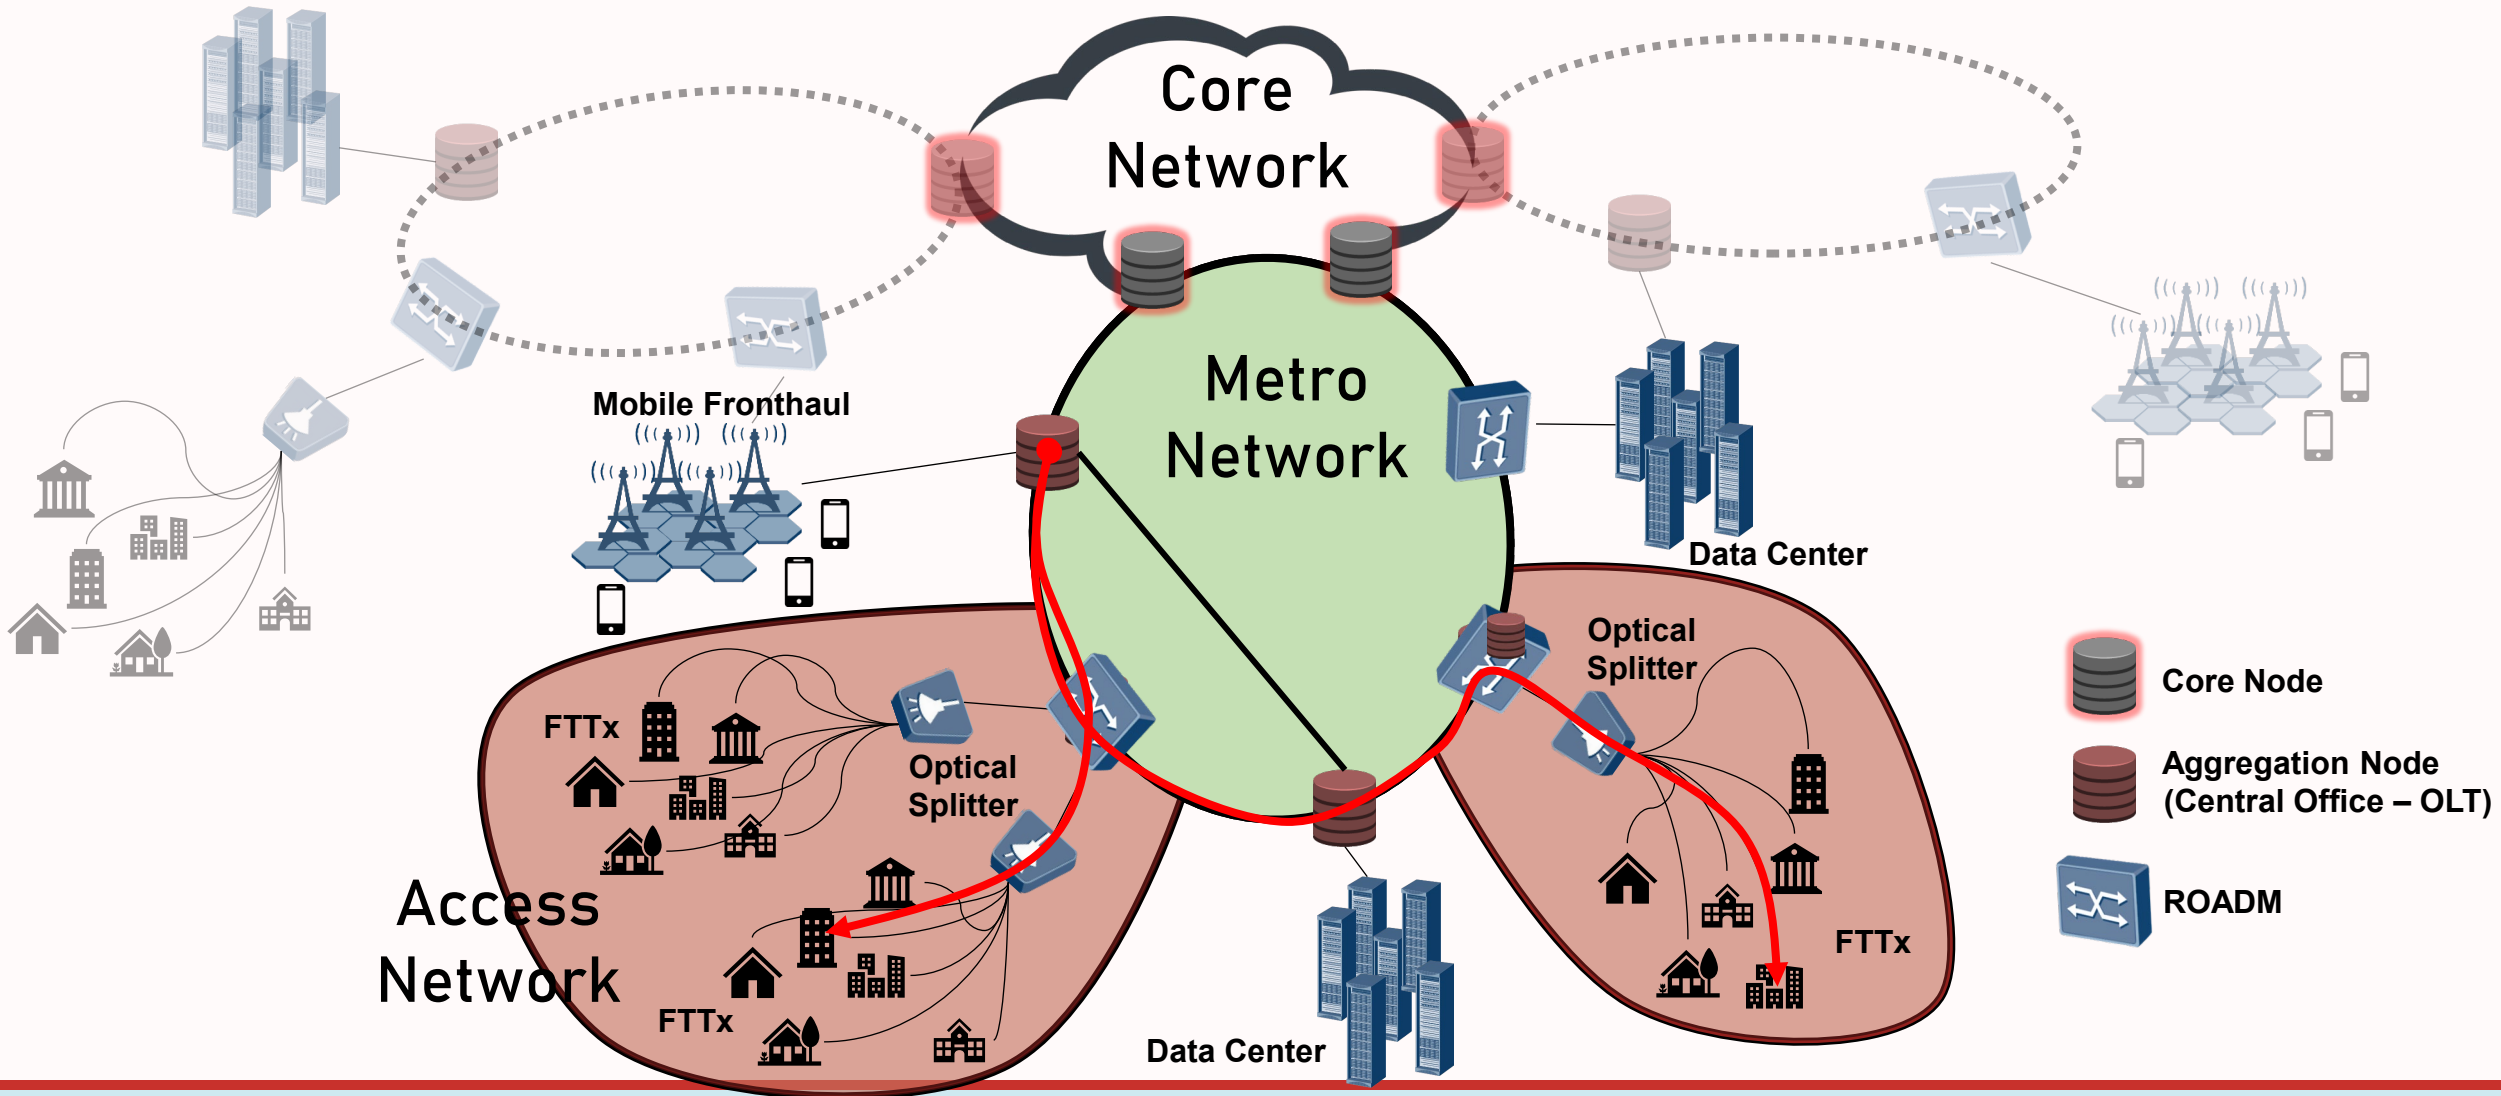 Core
Network
Metro
Network
Mobile Fronthaul
Data Center
Optical
Splitter
FTTx
Optical
Splitter
Access
Network
FTTx
FTTx
Data Center
Core Node
Aggregation Node
(Central Office – OLT)
ROADM